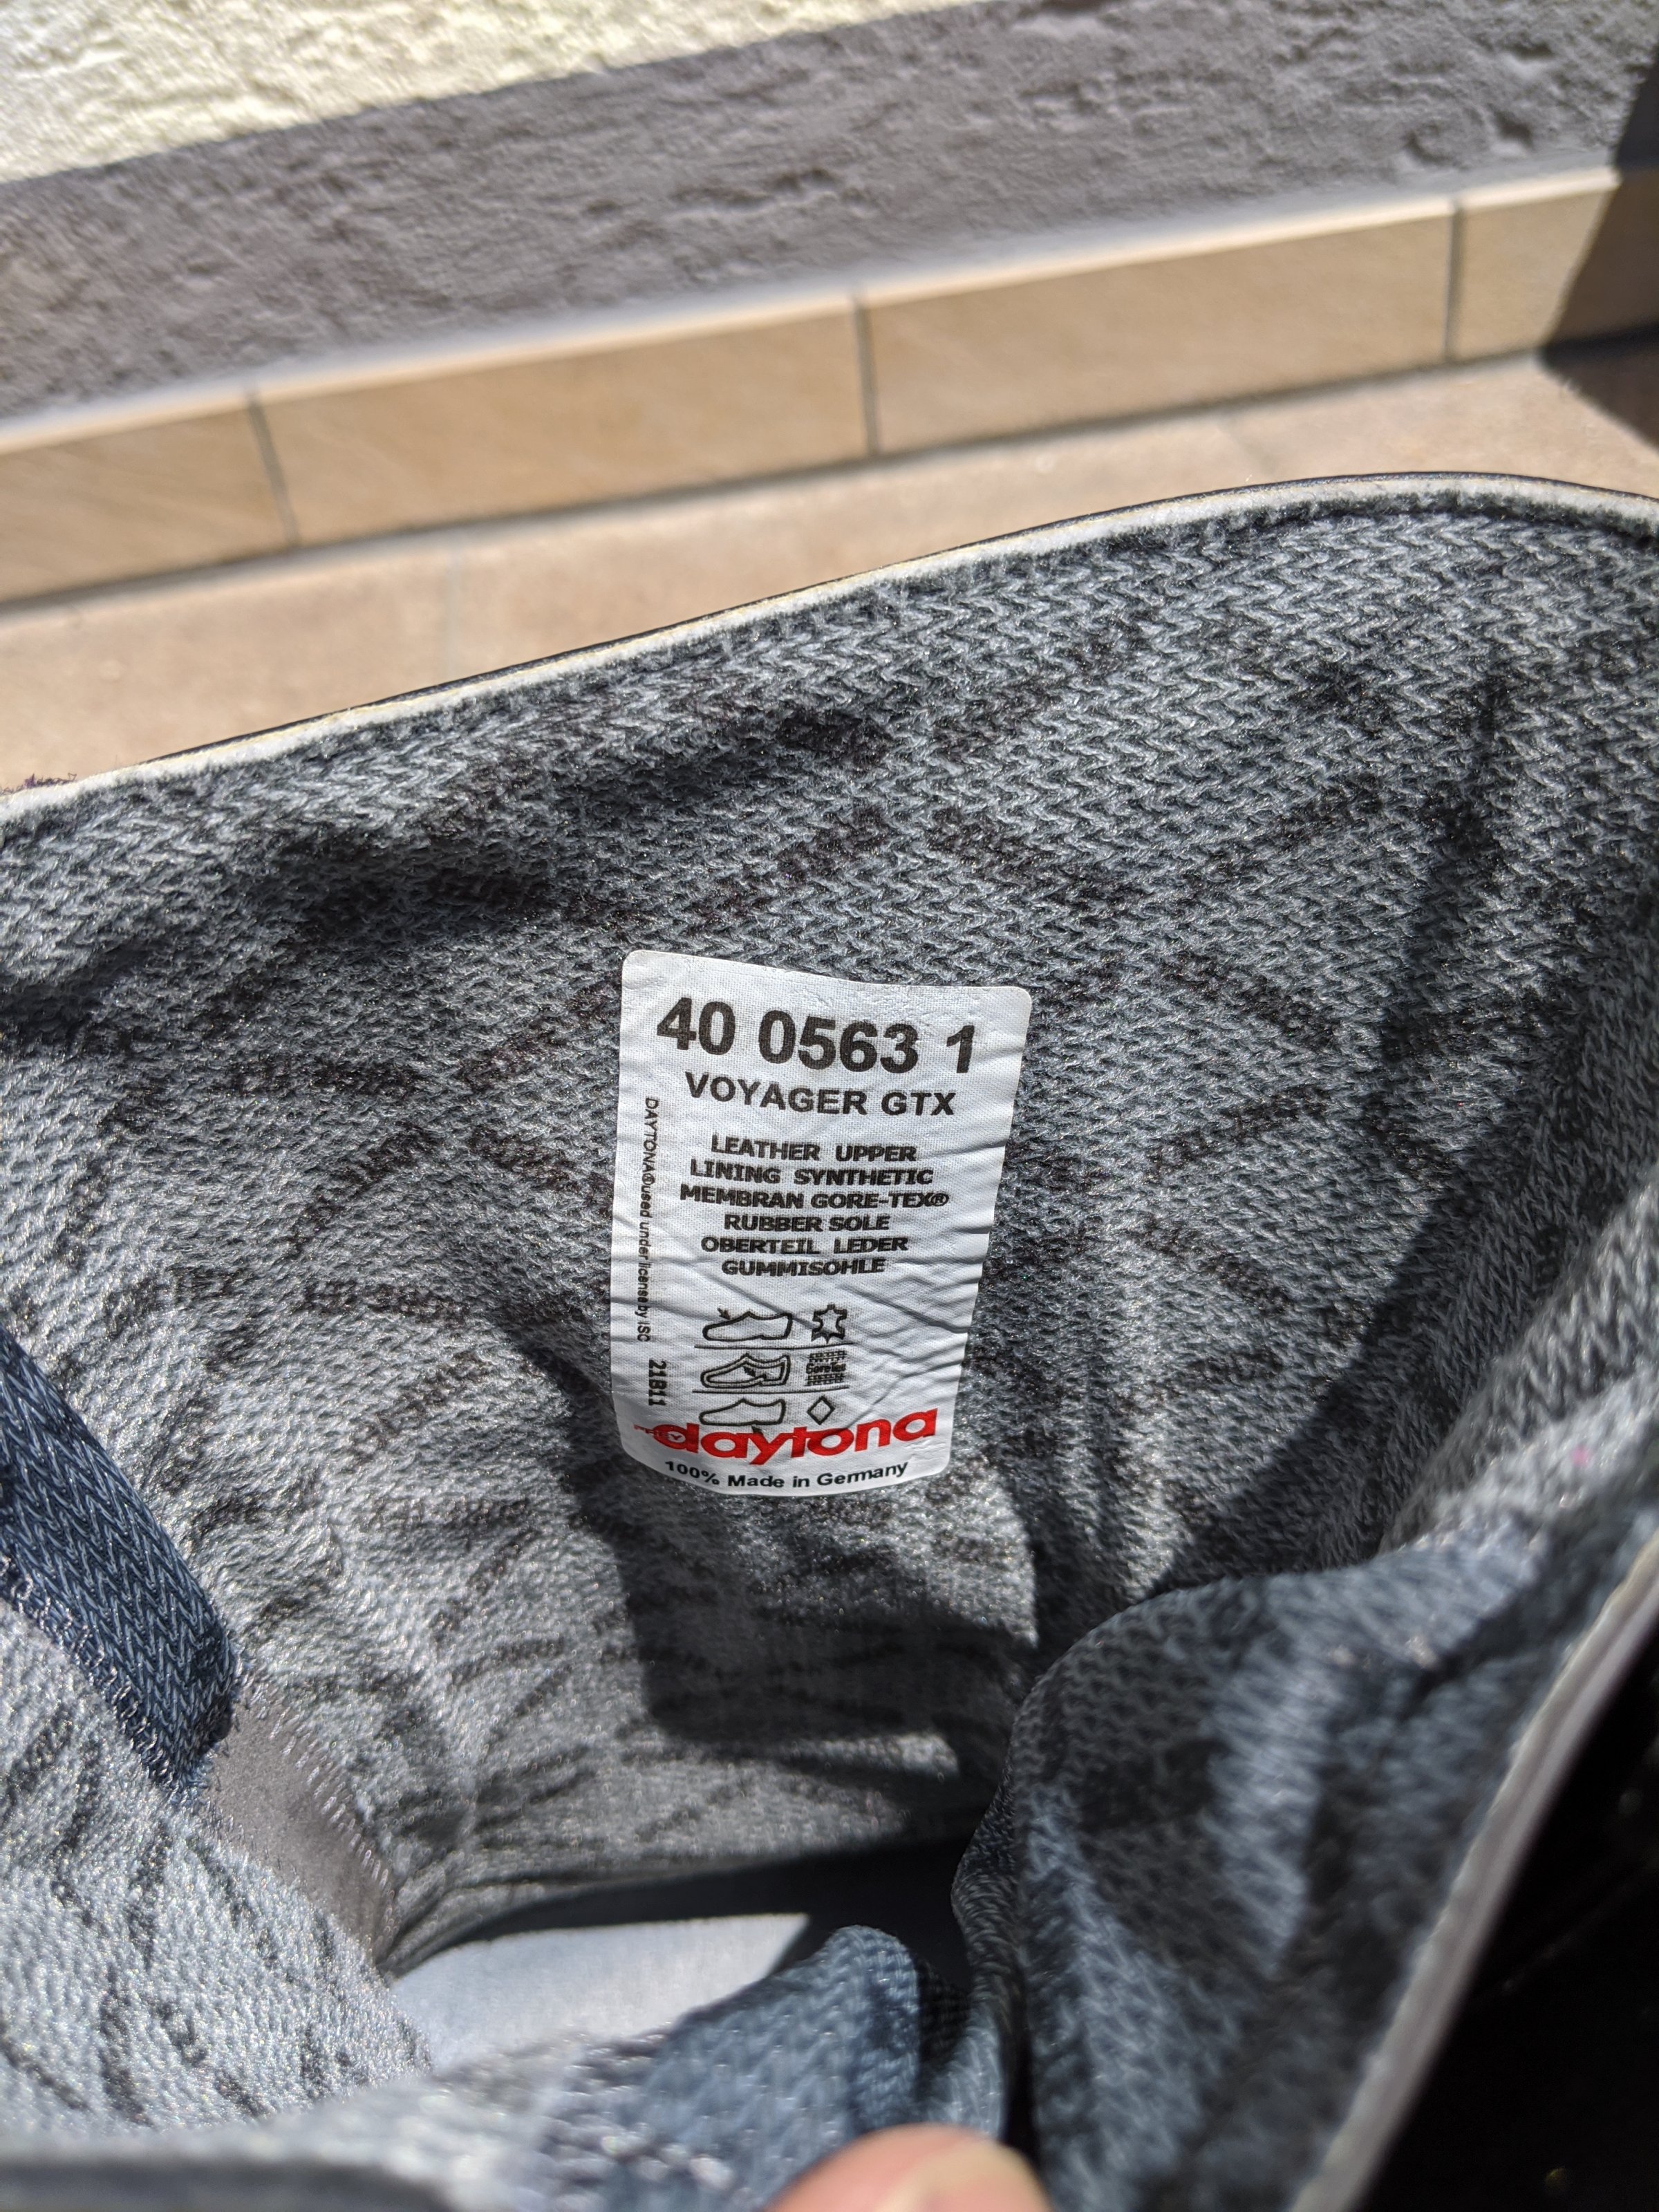 40 0563 1
VOYAGER GTX
LEATHER UPPER
LINING SYNTHETIC
MEMBRAN GORE-TEX®
RUBBER SOLE
OBERTEIL LEDER
GUMMISOHLE
DAYTONA®used under license by ISC
21811
daytona
100% Made in Germany